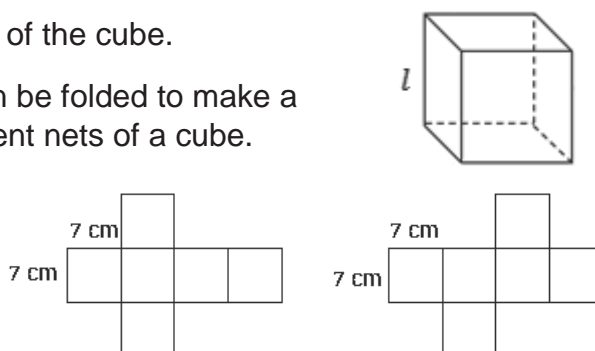 of the cube.
l
be folded to make a
ent nets of a cube.
7 cm
7 cm
7 cm
7 cm